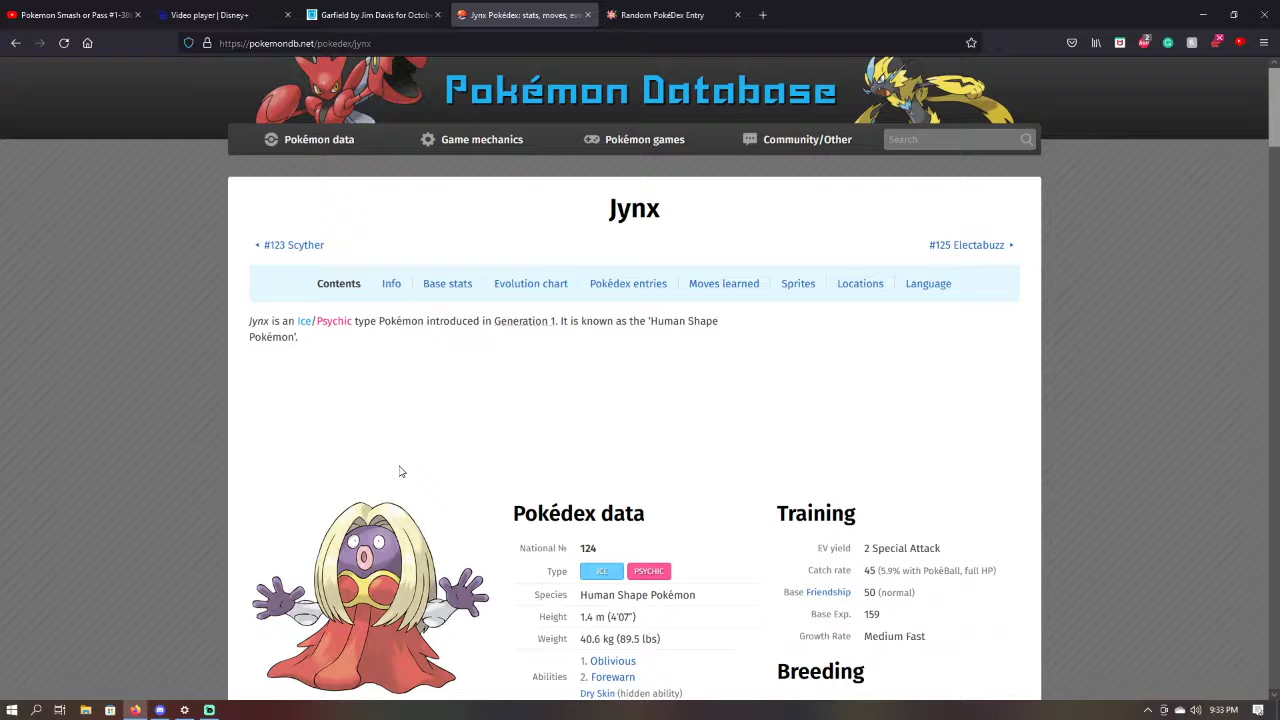 Pokemon Smash or Pass #1-38
Video player | Disney+
Garfield by Jim Davis for Octob
Jynx Pokédex: stats, moves, evo
Random PokéDex Entry
https://pokemondb.net/pokedex/jynx
Pokémon Database
Pokémon data
Game mechanics
Pokémon games
Community/Other
Search
Jynx
#123 Scyther
#125 Electabuzz
Contents Info Base stats Evolution chart Pokédex entries Moves learned Sprites Locations Language
Jynx is an Ice/Psychic type Pokémon introduced in Generation 1. It is known as the ‘Human Shape
Pokémon’.
Pokédex data
National № 124
Type ICE PSYCHIC
Species Human Shape Pokémon
Height 1.4 m (4′07″)
Weight 40.6 kg (89.5 lbs)
Abilities 1. Oblivious
2. Forewarn
Dry Skin (hidden ability)
Training
EV yield 2 Special Attack
Catch rate 45 (5.9% with PokéBall, full HP)
Base Friendship 50 (normal)
Base Exp. 159
Growth Rate Medium Fast
Breeding
9:33 PM